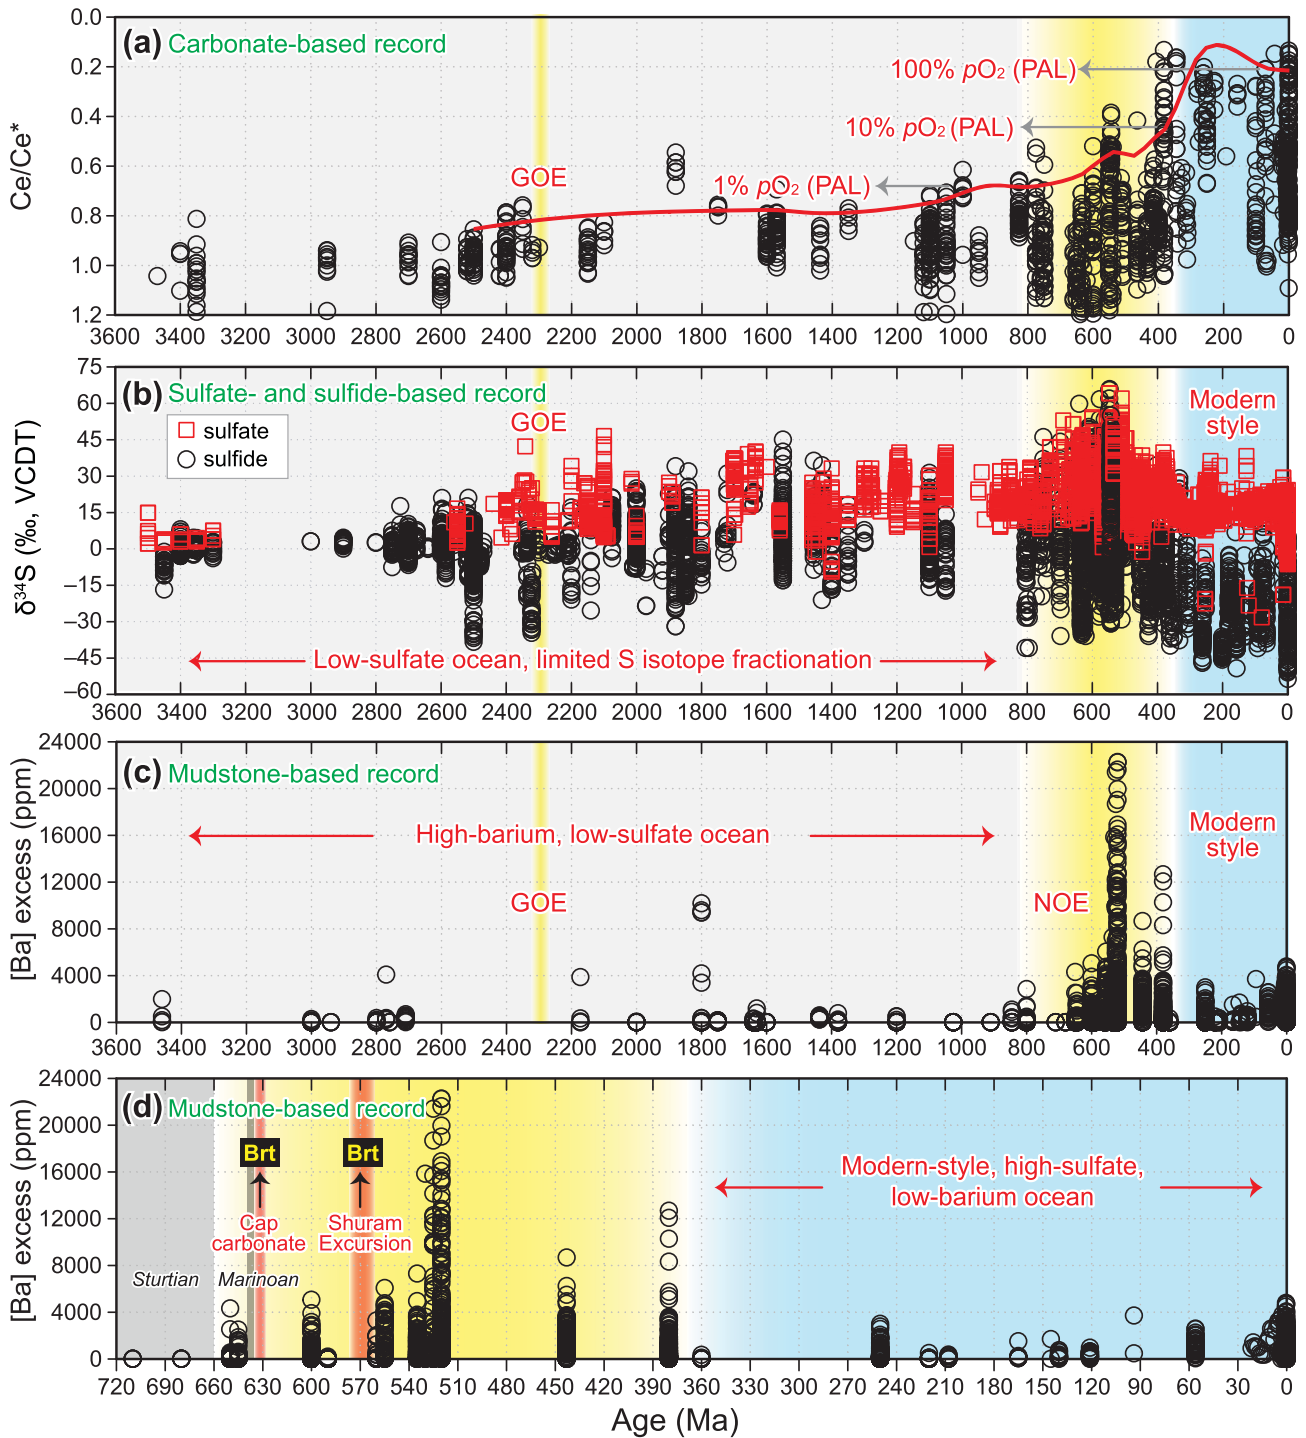 (a) Carbonate-based record
0.0
0.2
0.4
0.6
0.8
1.0
1.2
Ce/Ce*
100% pO₂ (PAL)
10% pO₂ (PAL)
1% pO₂ (PAL)
GOE
3600 3400 3200 3000 2800 2600 2400 2200 2000 1800 1600 1400 1200 1000 800 600 400 200 0
(b) Sulfate- and sulfide-based record
75
60
45
30
15
0
−15
−30
−45
−60
δ³⁴S (‰, VCDT)
sulfate
sulfide
GOE
Modern
style
Low-sulfate ocean, limited S isotope fractionation
3600 3400 3200 3000 2800 2600 2400 2200 2000 1800 1600 1400 1200 1000 800 600 400 200 0
(c) Mudstone-based record
24000
20000
16000
12000
8000
4000
0
[Ba] excess (ppm)
High-barium, low-sulfate ocean
Modern
style
GOE
NOE
3600 3400 3200 3000 2800 2600 2400 2200 2000 1800 1600 1400 1200 1000 800 600 400 200 0
(d) Mudstone-based record
24000
20000
16000
12000
8000
4000
0
[Ba] excess (ppm)
Brt
Brt
Modern-style, high-sulfate,
low-barium ocean
Cap
carbonate
Shuram
Excursion
Sturtian
Marinoan
720 690 660 630 600 570 540 510 480 450 420 390 360 330 300 270 240 210 180 150 120 90 60 30 0
Age (Ma)